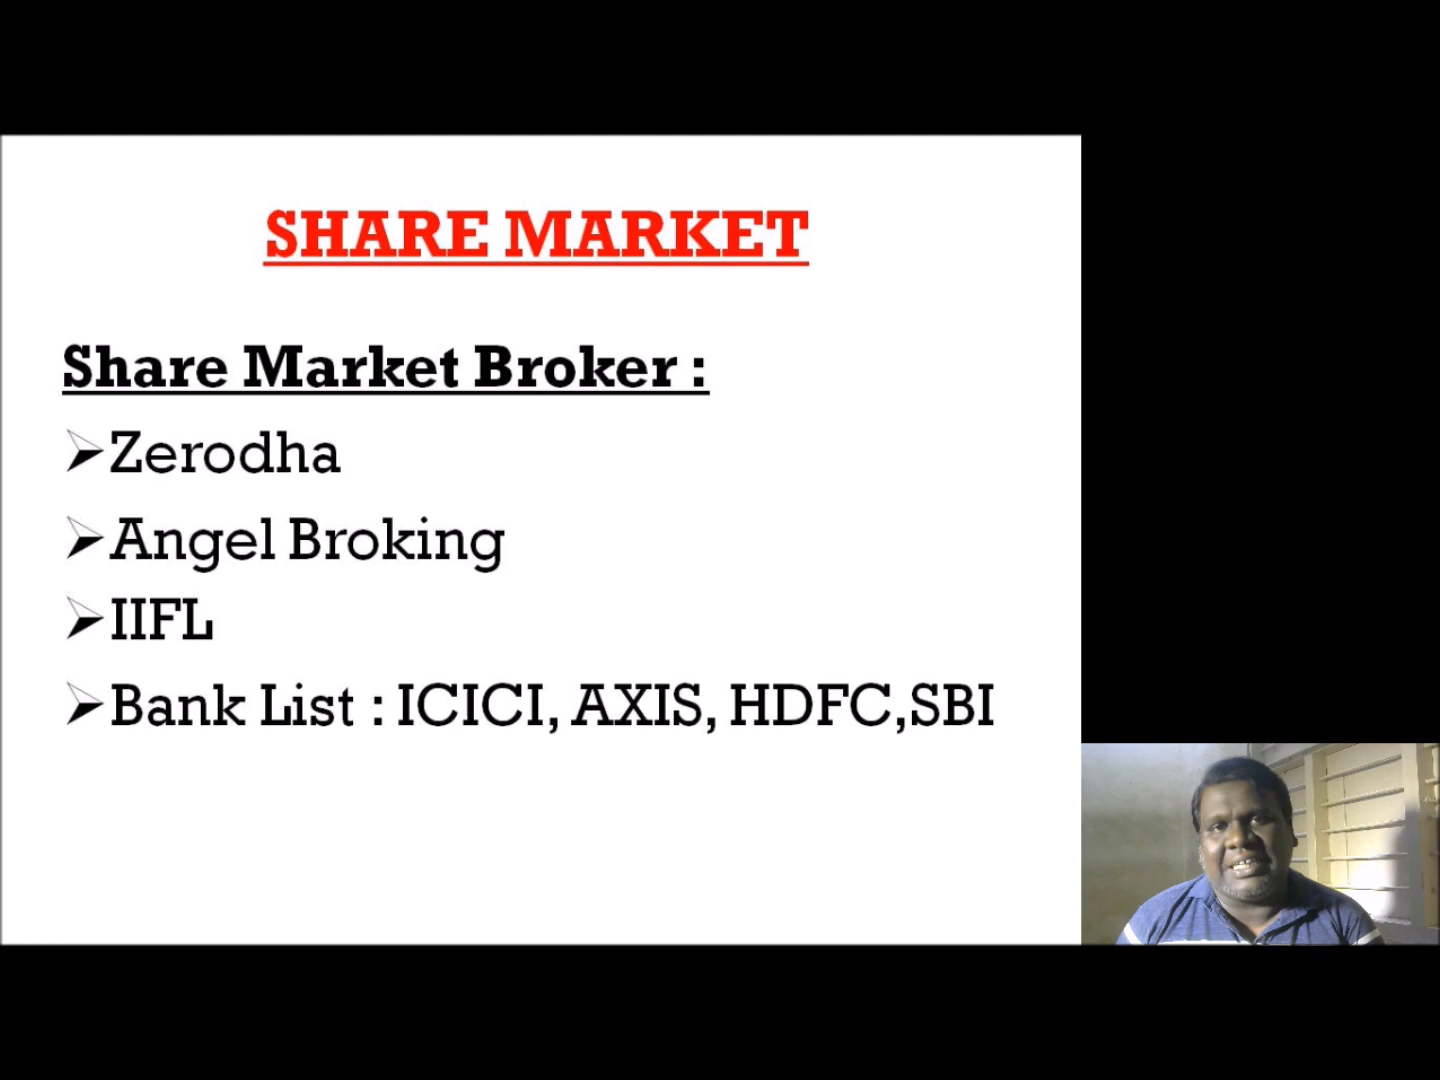 SHARE MARKET
Share Market Broker :
Zerodha
Angel Broking
IIFL
Bank List : ICICI, AXIS, HDFC,SBI